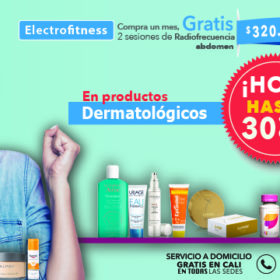 Electrofitness
Compra un mes, Gratis
2 sesiones de Radiofrecuencia
abdomen
$320.
En productos
Dermatológicos
¡HO
HAS
30
URIAGE
EAU
SERVICIO A DOMICILIO
GRATIS EN CALI
EN TODAS LAS SEDES